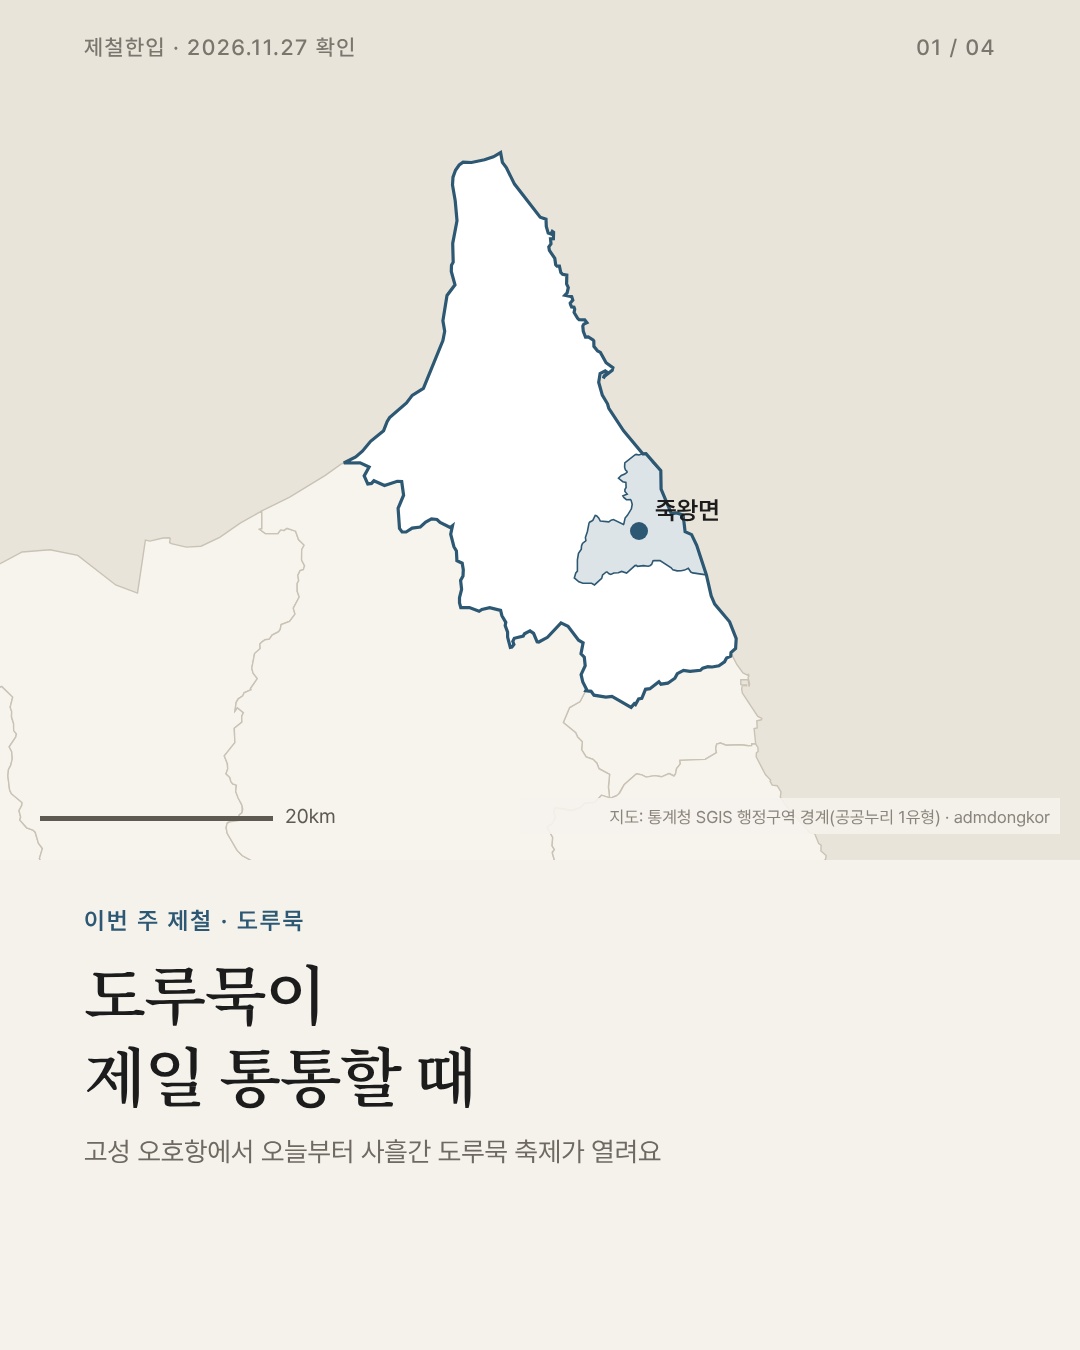 제철한입 · 2026.11.27 확인
01 / 04
죽왕면
20km
지도: 통계청 SGIS 행정구역 경계(공공누리 1유형) · admdongkor
이번 주 제철 · 도루묵
도루묵이
제일 통통할 때
고성 오호항에서 오늘부터 사흘간 도루묵 축제가 열려요